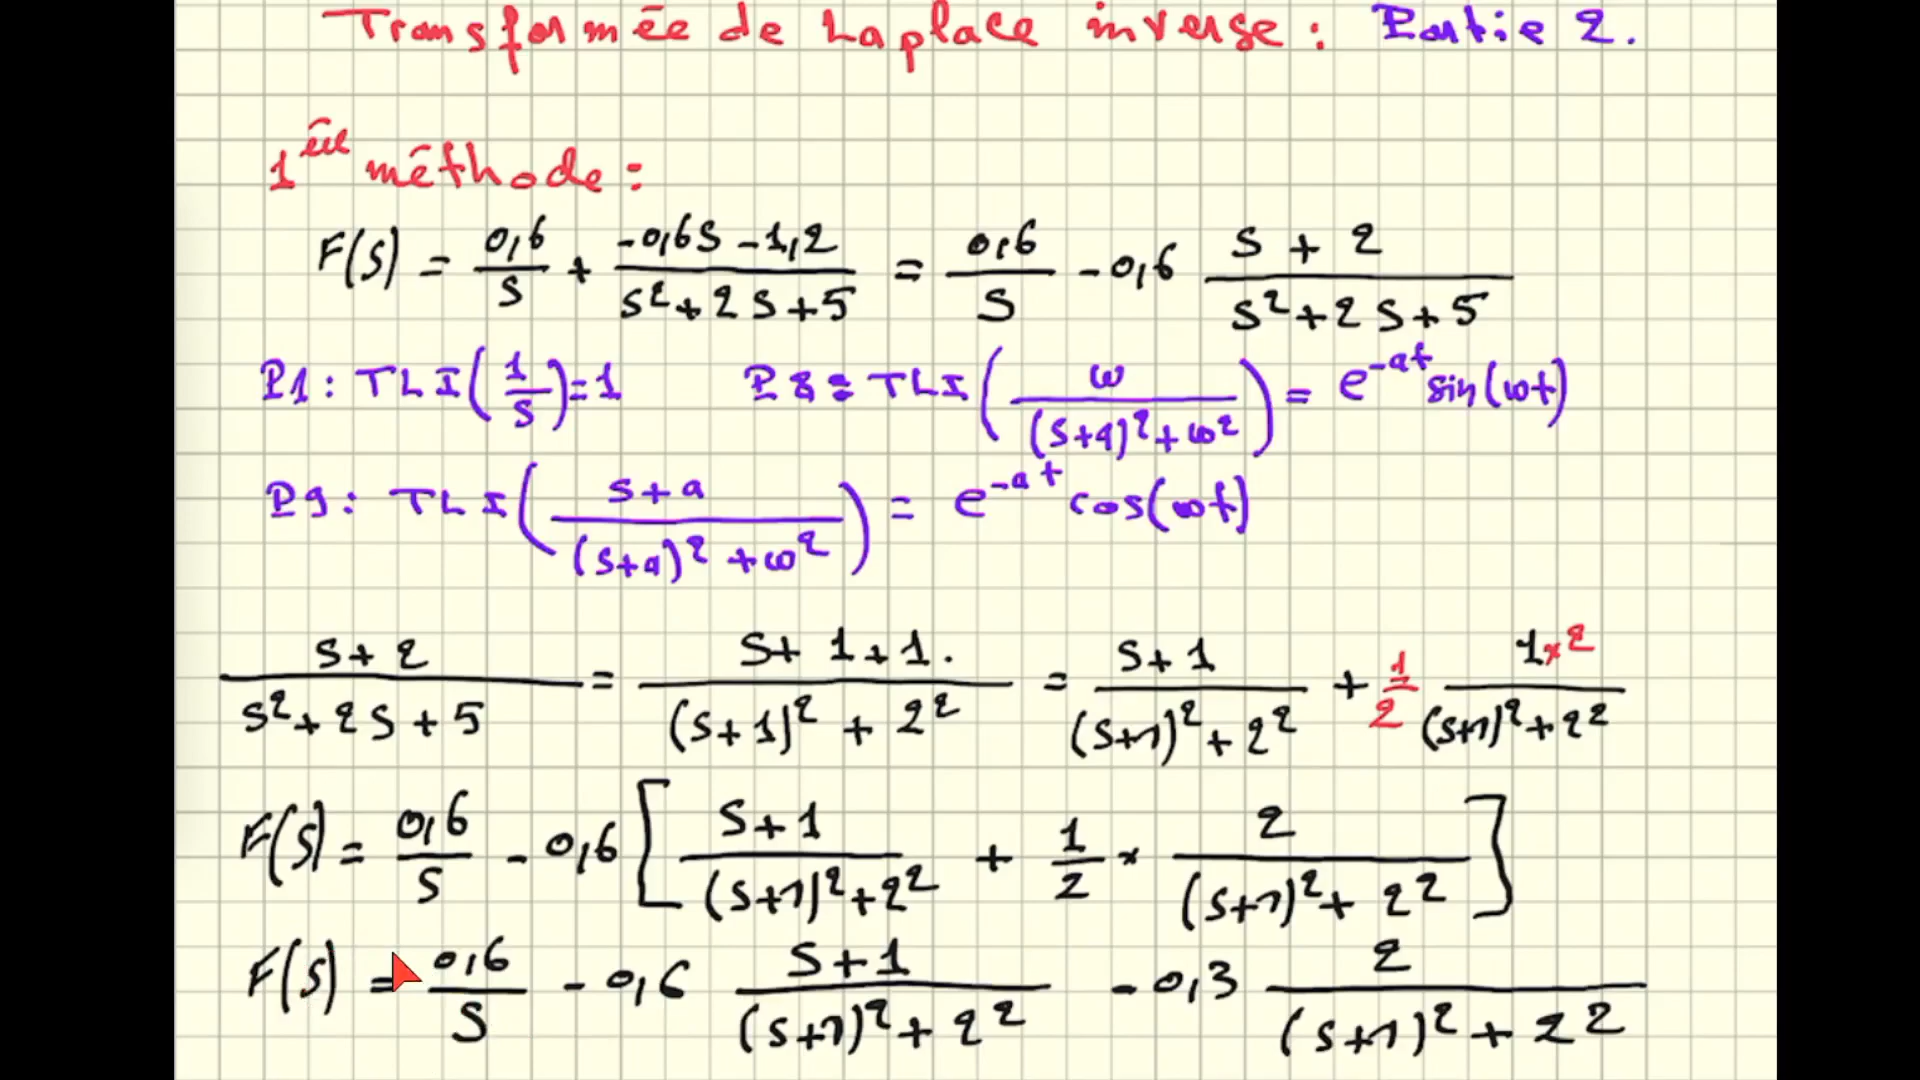 Transformée de Laplace inverse : Partie 2.
1ère méthode :
F(S) = 0,6/S + (-0,6S - 1,2)/(S²+2S+5) = 0,6/S - 0,6 (S + 2)/(S²+2S+5)
P1 : TLI(1/S) = 1    P8 : TLI(ω/((S+a)²+ω²)) = e^(-at) sin(ωt)
P9 : TLI((S+a)/((S+a)²+ω²)) = e^(-at) cos(ωt)
(S+2)/(S²+2S+5) = (S+1+1.)/((S+1)²+2²) = (S+1)/((S+1)²+2²) + 1/2 (1×2)/((S+1)²+2²)
F(S) = 0,6/S - 0,6 [(S+1)/((S+1)²+2²) + 1/2 × 2/((S+1)²+2²)]
F(S) = 0,6/S - 0,6 (S+1)/((S+1)²+2²) - 0,3 2/((S+1)²+2²)